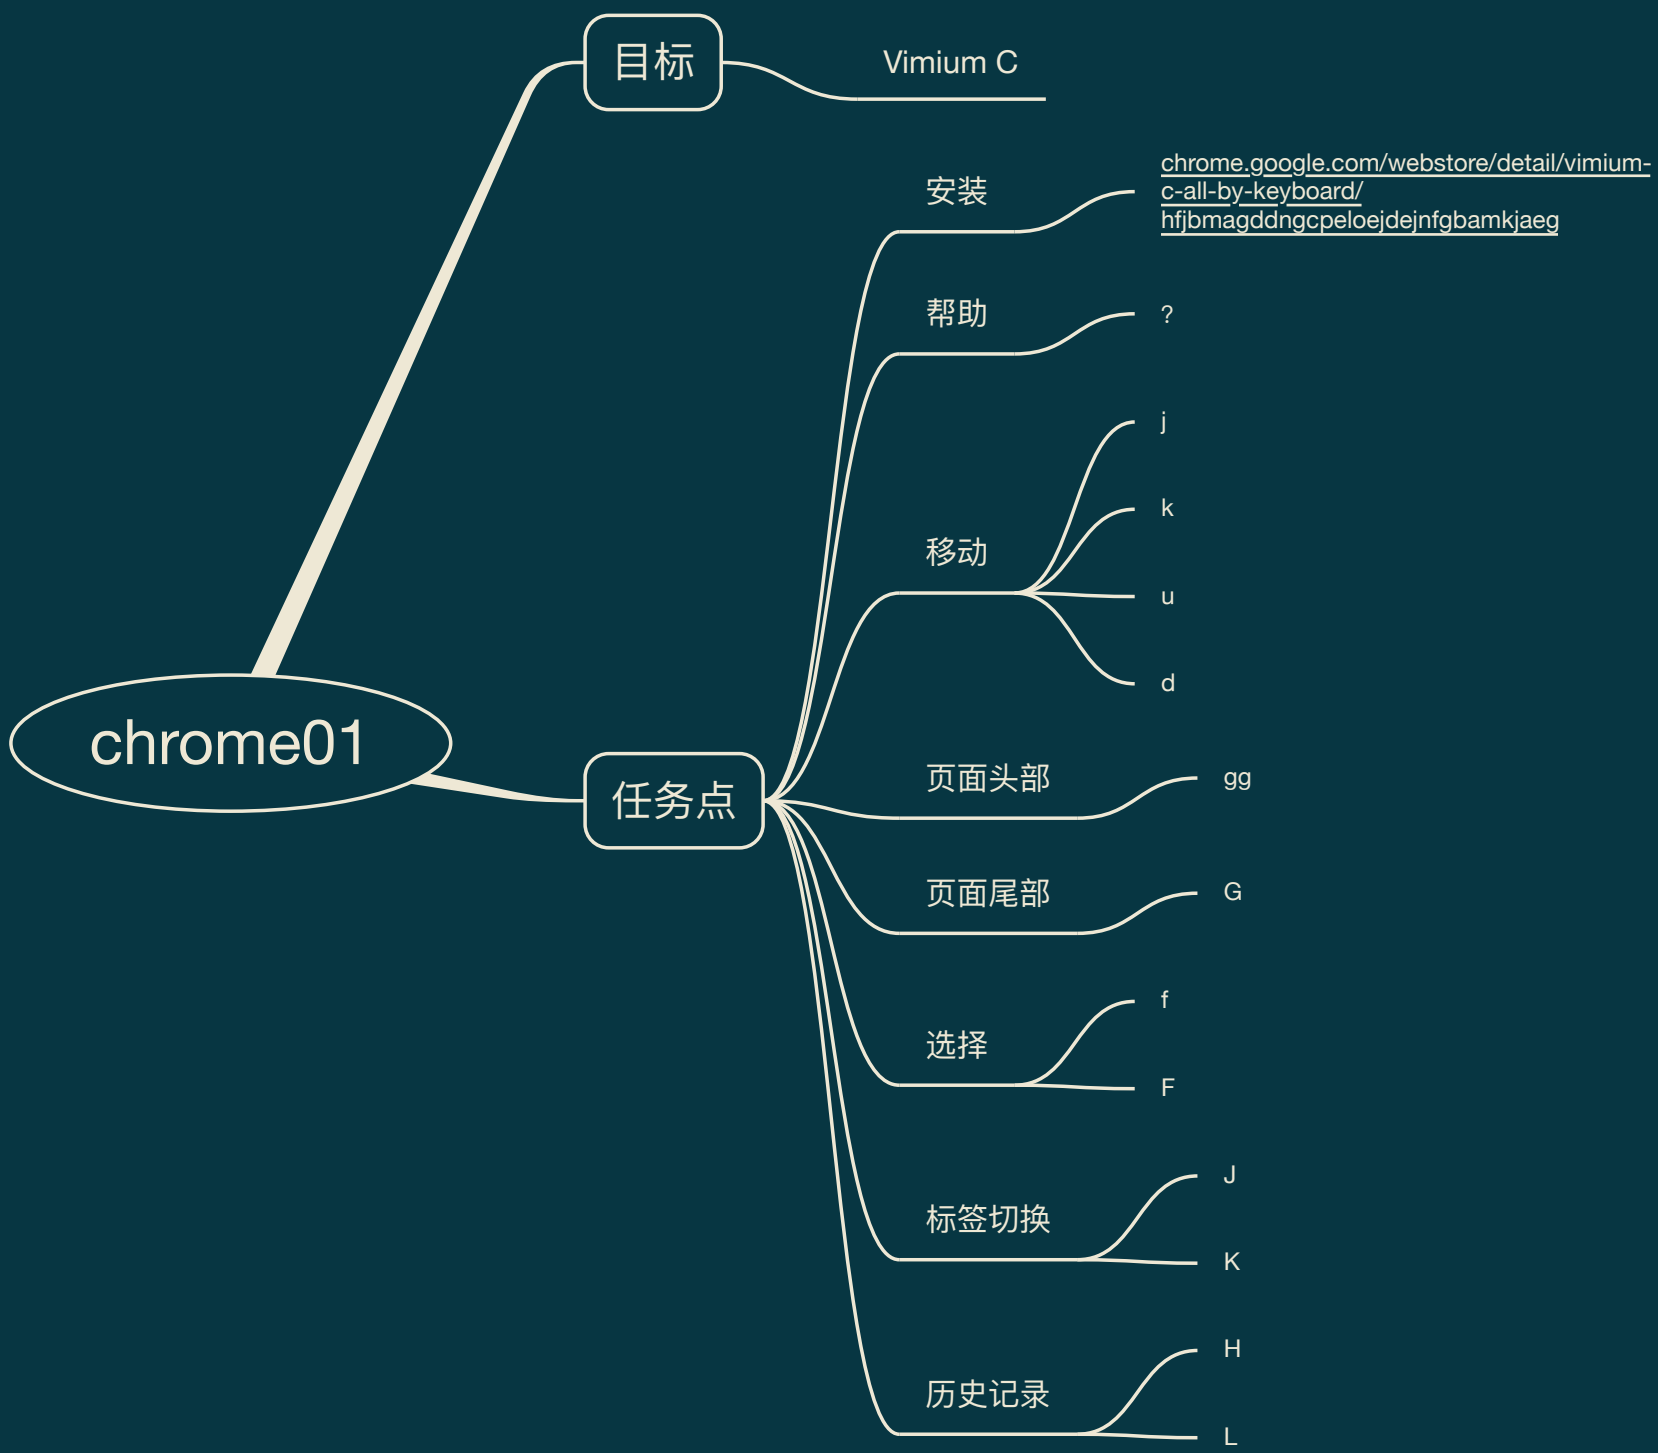 目标
Vimium C
chrome01
任务点
安装
chrome.google.com/webstore/detail/vimium-
c-all-by-keyboard/
hfjbmagddngcpeloejdejnfgbamkjaeg
帮助
?
移动
j
k
u
d
页面头部
gg
页面尾部
G
选择
f
F
标签切换
J
K
历史记录
H
L